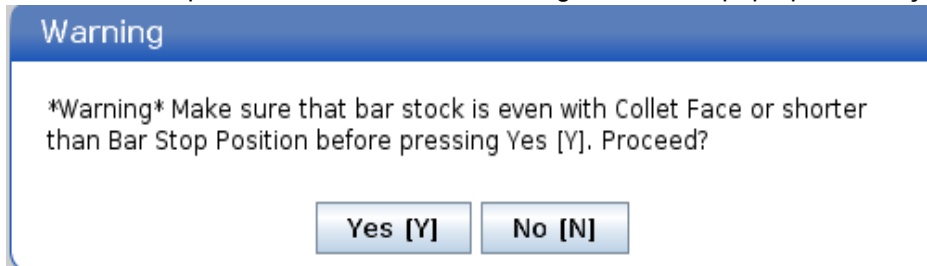 Warning
*Warning* Make sure that bar stock is even with Collet Face or shorter
than Bar Stop Position before pressing Yes [Y]. Proceed?
Yes [Y] No [N]